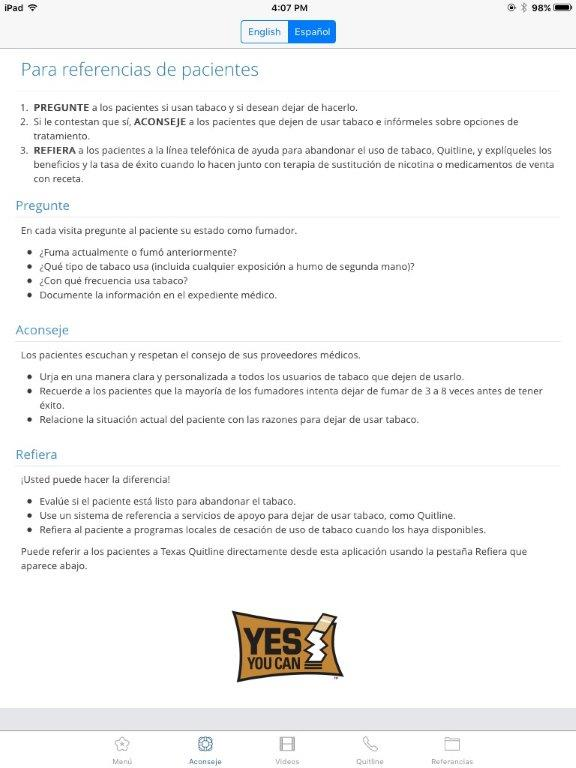 iPad 4:07 PM 98%
English Español
Para referencias de pacientes
1. PREGUNTE a los pacientes si usan tabaco y si desean dejar de hacerlo.
2. Si le contestan que sí, ACONSEJE a los pacientes que dejen de usar tabaco e infórmeles sobre opciones de
tratamiento.
3. REFIERA a los pacientes a la línea telefónica de ayuda para abandonar el uso de tabaco, Quitline, y explíqueles los
beneficios y la tasa de éxito cuando lo hacen junto con terapia de sustitución de nicotina o medicamentos de venta
con receta.
Pregunte
En cada visita pregunte al paciente su estado como fumador.
• ¿Fuma actualmente o fumó anteriormente?
• ¿Qué tipo de tabaco usa (incluida cualquier exposición a humo de segunda mano)?
• ¿Con qué frecuencia usa tabaco?
• Documente la información en el expediente médico.
Aconseje
Los pacientes escuchan y respetan el consejo de sus proveedores médicos.
• Urja en una manera clara y personalizada a todos los usuarios de tabaco que dejen de usarlo.
• Recuerde a los pacientes que la mayoría de los fumadores intenta dejar de fumar de 3 a 8 veces antes de tener
éxito.
• Relacione la situación actual del paciente con las razones para dejar de usar tabaco.
Refiera
¡Usted puede hacer la diferencia!
• Evalúe si el paciente está listo para abandonar el tabaco.
• Use un sistema de referencia a servicios de apoyo para dejar de usar tabaco, como Quitline.
• Refiera al paciente a programas locales de cesación de uso de tabaco cuando los haya disponibles.
Puede referir a los pacientes a Texas Quitline directamente desde esta aplicación usando la pestaña Refiera que
aparece abajo.
YES
YOU CAN
™
Menú Aconseje Videos Quitline Referencias